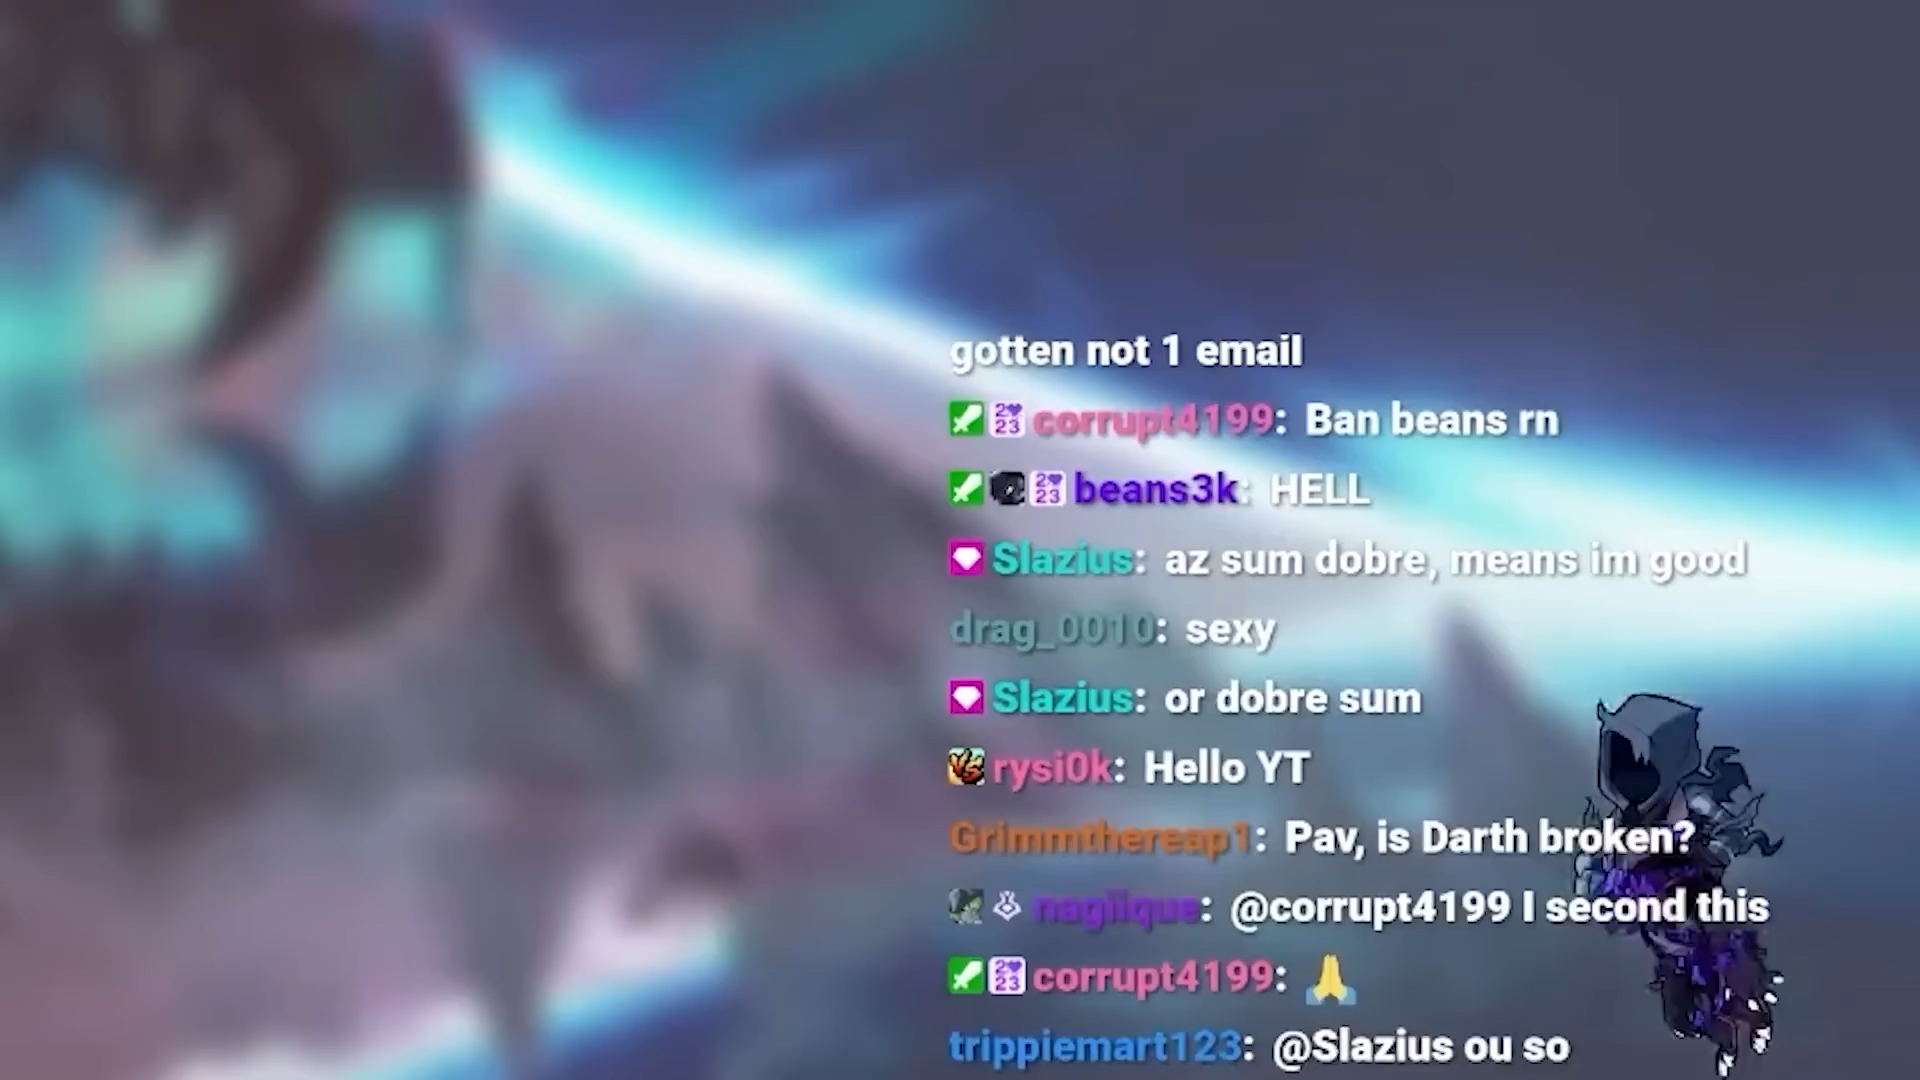 gotten not 1 email
corrupt4199: Ban beans rn
beans3k: HELL
Slazius: az sum dobre, means im good
drag_0010: sexy
Slazius: or dobre sum
rysi0k: Hello YT
Grimmthereap1: Pav, is Darth broken?
nagiique: @corrupt4199 I second this
corrupt4199: 🙏
trippiemart123: @Slazius ou so